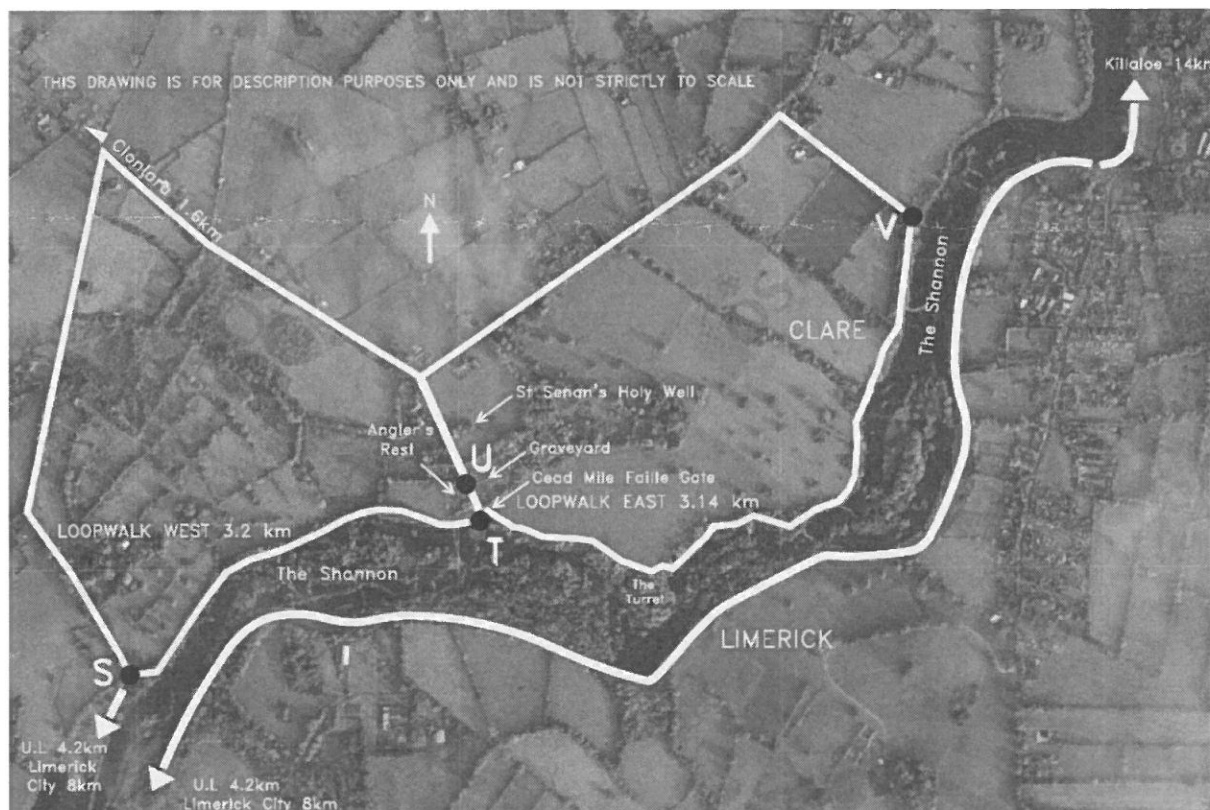 THIS DRAWING IS FOR DESCRIPTION PURPOSES ONLY AND IS NOT STRICTLY TO SCALE
Killaloe 14km
Clonlara 1.6km
N
V
The Shannon
CLARE
St Senan's Holy Well
Angler's
Rest
U
Graveyard
Cead Mile Failte Gate
LOOPWALK EAST 3.14 km
LOOPWALK WEST 3.2 km
T
The Shannon
The
Turret
LIMERICK
S
U.L 4.2km
Limerick
City 8km
U.L 4.2km
Limerick City 8km